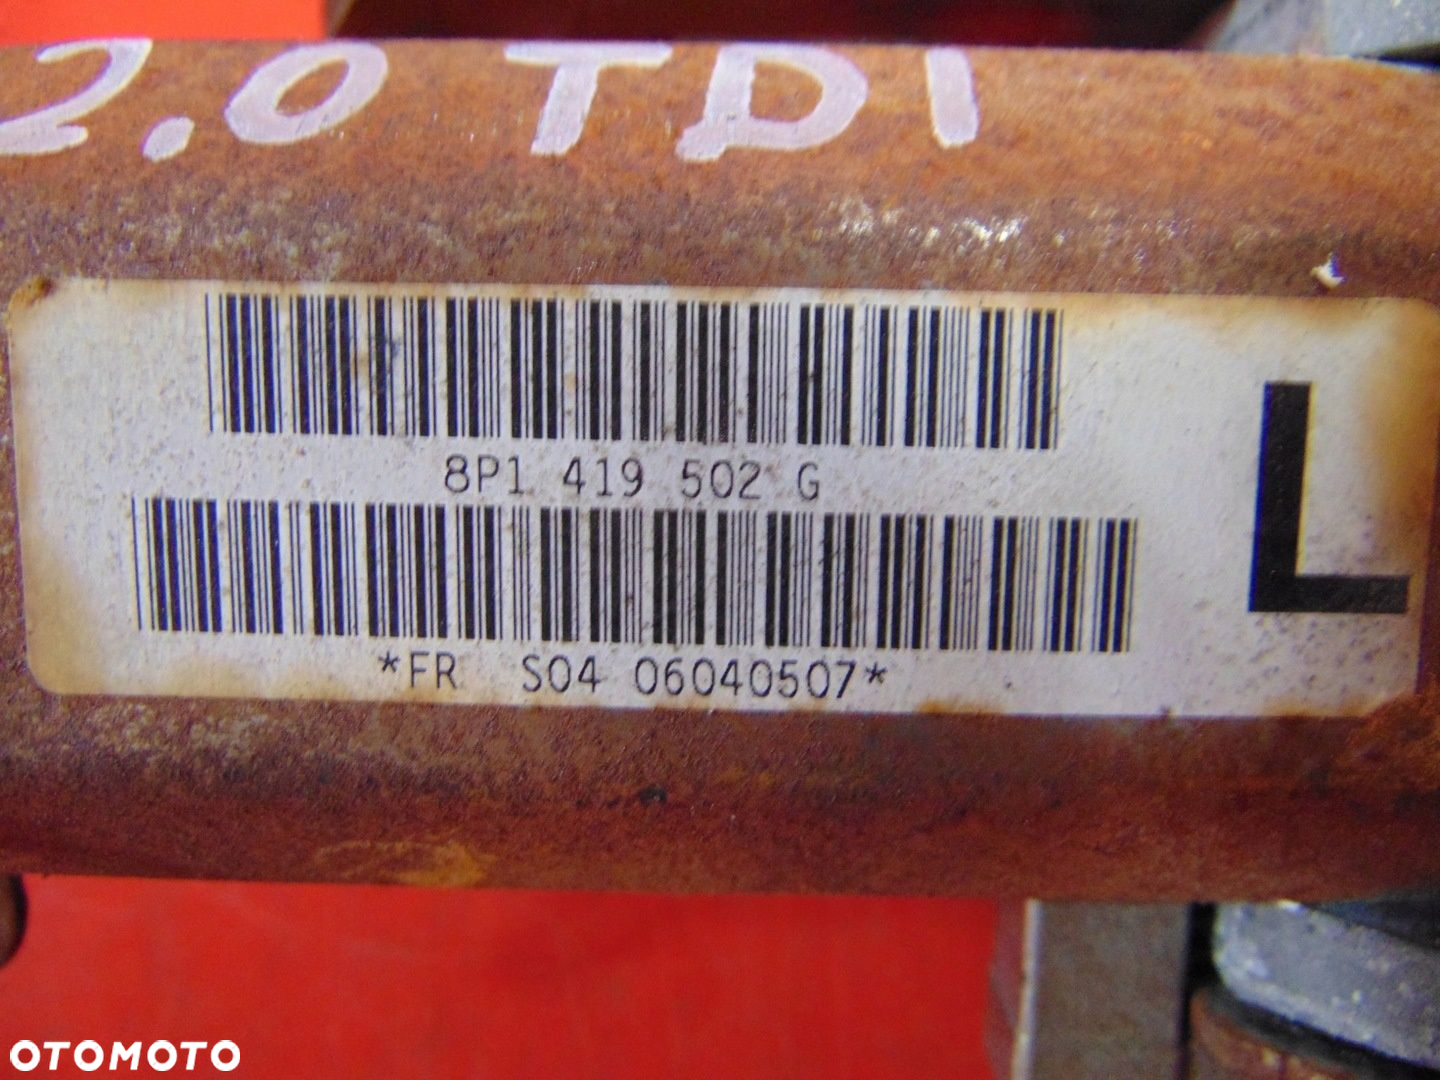 2.0 TDI
8P1 419 502 G
L
*FR S04 06040507*
OTOMOTO